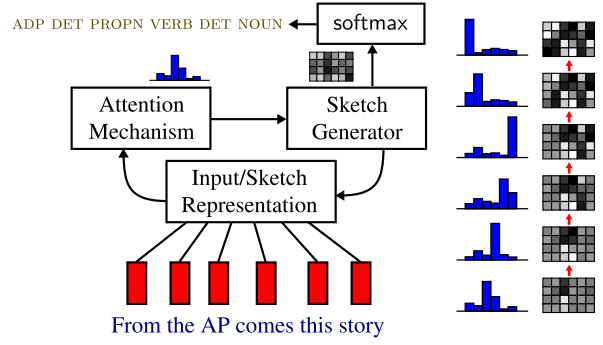 ADP DET PROPN VERB DET NOUN
softmax
Attention
Mechanism
Sketch
Generator
Input/Sketch
Representation
From the AP comes this story